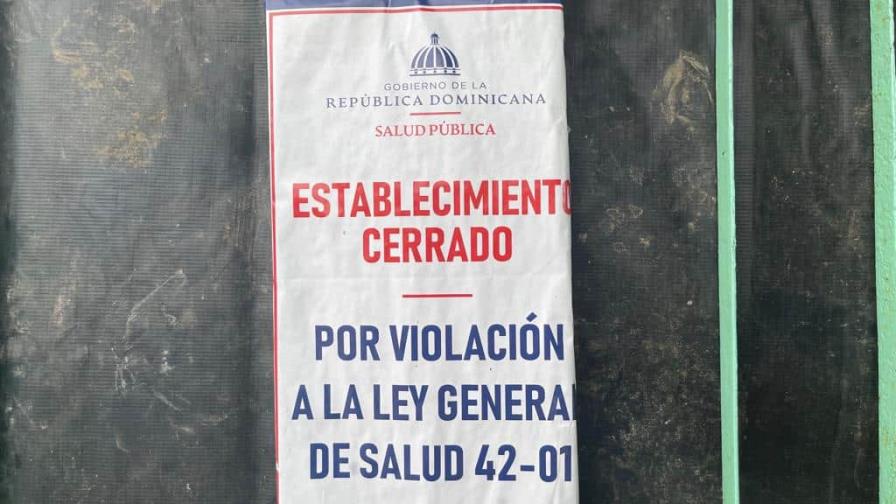 GOBIERNO DE LA
REPÚBLICA DOMINICANA
SALUD PÚBLICA
ESTABLECIMIENTO
CERRADO
POR VIOLACIÓN
A LA LEY GENERAL
DE SALUD 42-01